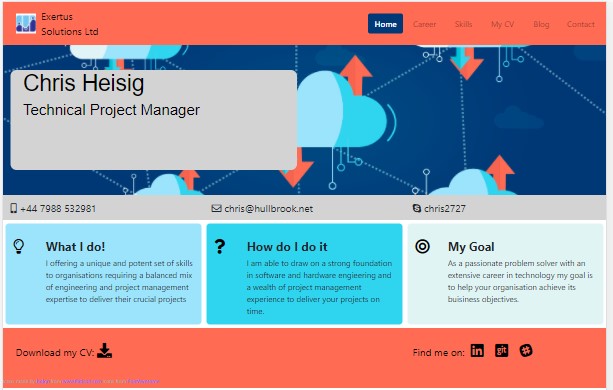 Exertus
Solutions Ltd
Home Career Skills My CV Blog Contact
Chris Heisig
Technical Project Manager
+44 7988 532981 chris@hullbrook.net chris2727
What I do!
I offering a unique and potent set of skills
to organisations requiring a balanced mix
of engineering and project management
expertise to deliver their crucial projects
How do I do it
I am able to draw on a strong foundation
in software and hardware engieering and
a wealth of project management
experience to deliver your projects on
time.
My Goal
As a passionate problem solver with an
extensive career in technology my goal is
to help your organisation achieve its
buisiness objectives.
Download my CV:
Find me on: in git